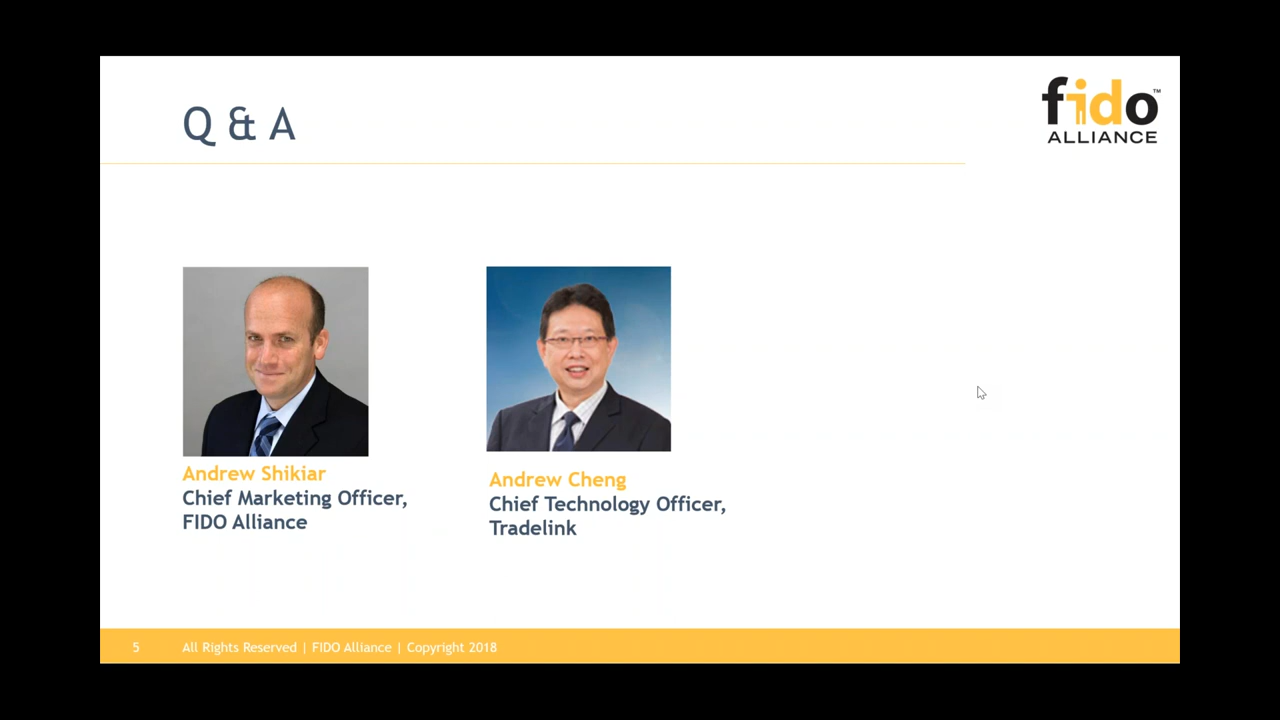 Q & A
fido™
ALLIANCE
Andrew Shikiar
Chief Marketing Officer,
FIDO Alliance
Andrew Cheng
Chief Technology Officer,
Tradelink
5 All Rights Reserved | FIDO Alliance | Copyright 2018